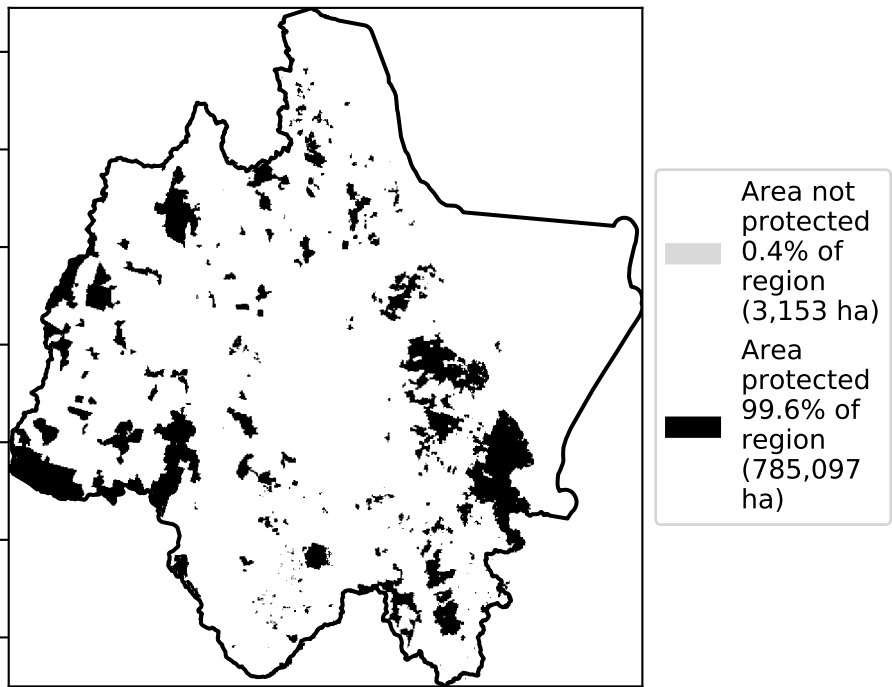 Area not
protected
0.4% of
region
(3,153 ha)
Area
protected
99.6% of
region
(785,097
ha)